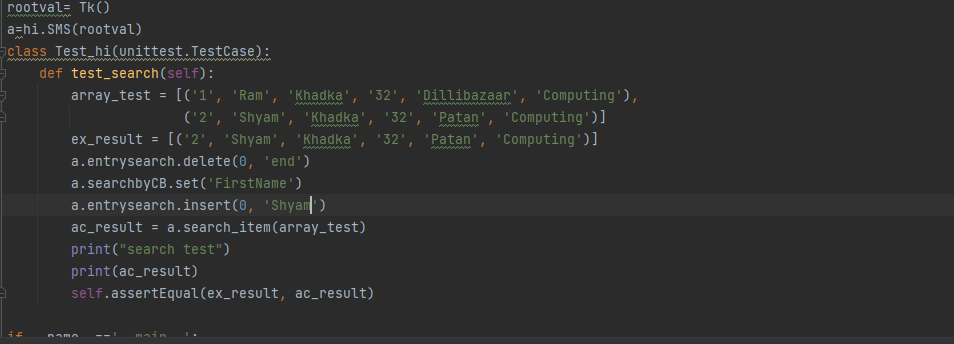 rootval= Tk()
a=hi.SMS(rootval)
class Test_hi(unittest.TestCase):
    def test_search(self):
        array_test = [('1', 'Ram', 'Khadka', '32', 'Dillibazaar', 'Computing'),
                      ('2', 'Shyam', 'Khadka', '32', 'Patan', 'Computing')]
        ex_result = [('2', 'Shyam', 'Khadka', '32', 'Patan', 'Computing')]
        a.entrysearch.delete(0, 'end')
        a.searchbyCB.set('FirstName')
        a.entrysearch.insert(0, 'Shyam')
        ac_result = a.search_item(array_test)
        print("search test")
        print(ac_result)
        self.assertEqual(ex_result, ac_result)
if __name__=='__main__':